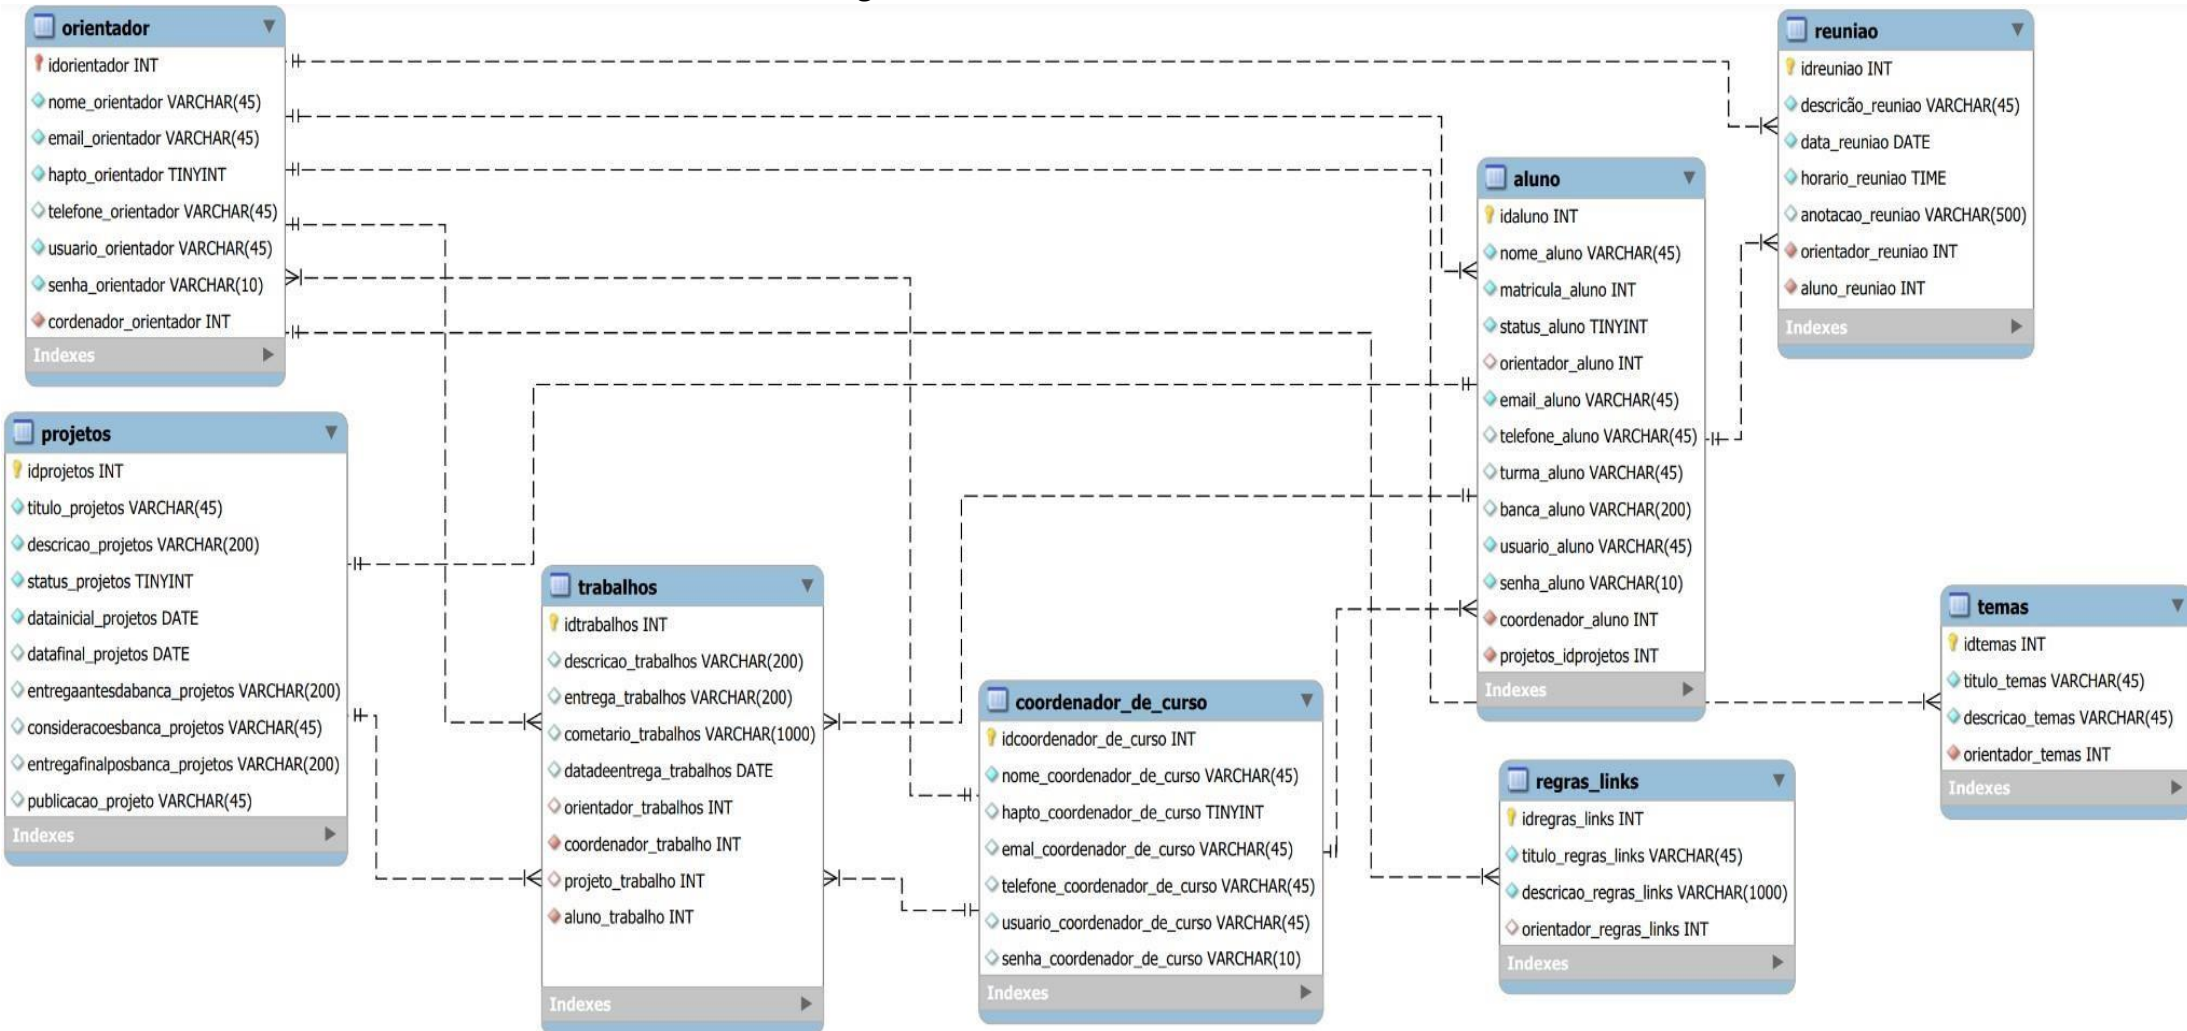 g
orientador
idorientador INT
nome_orientador VARCHAR(45)
email_orientador VARCHAR(45)
hapto_orientador TINYINT
telefone_orientador VARCHAR(45)
usuario_orientador VARCHAR(45)
senha_orientador VARCHAR(10)
cordenador_orientador INT
Indexes
projetos
idprojetos INT
titulo_projetos VARCHAR(45)
descricao_projetos VARCHAR(200)
status_projetos TINYINT
datainicial_projetos DATE
datafinal_projetos DATE
entregaantesdabanca_projetos VARCHAR(200)
consideracoesbanca_projetos VARCHAR(45)
entregafinalposbanca_projetos VARCHAR(200)
publicacao_projeto VARCHAR(45)
Indexes
trabalhos
idtrabalhos INT
descricao_trabalhos VARCHAR(200)
entrega_trabalhos VARCHAR(200)
cometario_trabalhos VARCHAR(1000)
datadeentrega_trabalhos DATE
orientador_trabalhos INT
coordenador_trabalho INT
projeto_trabalho INT
aluno_trabalho INT
Indexes
coordenador_de_curso
idcoordenador_de_curso INT
nome_coordenador_de_curso VARCHAR(45)
hapto_coordenador_de_curso TINYINT
emal_coordenador_de_curso VARCHAR(45)
telefone_coordenador_de_curso VARCHAR(45)
usuario_coordenador_de_curso VARCHAR(45)
senha_coordenador_de_curso VARCHAR(10)
Indexes
aluno
idaluno INT
nome_aluno VARCHAR(45)
matricula_aluno INT
status_aluno TINYINT
orientador_aluno INT
email_aluno VARCHAR(45)
telefone_aluno VARCHAR(45)
turma_aluno VARCHAR(45)
banca_aluno VARCHAR(200)
usuario_aluno VARCHAR(45)
senha_aluno VARCHAR(10)
coordenador_aluno INT
projetos_idprojetos INT
Indexes
reuniao
idreuniao INT
descricão_reuniao VARCHAR(45)
data_reuniao DATE
horario_reuniao TIME
anotacao_reuniao VARCHAR(500)
orientador_reuniao INT
aluno_reuniao INT
Indexes
regras_links
idregras_links INT
titulo_regras_links VARCHAR(45)
descricao_regras_links VARCHAR(1000)
orientador_regras_links INT
Indexes
temas
idtemas INT
titulo_temas VARCHAR(45)
descricao_temas VARCHAR(45)
orientador_temas INT
Indexes